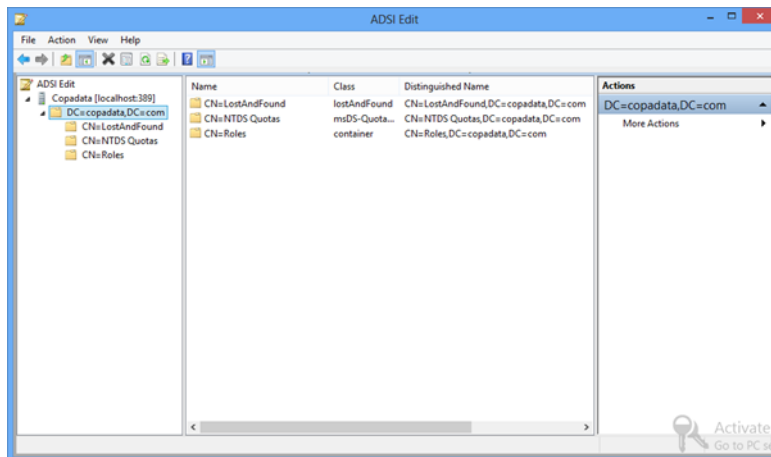 ADSI Edit
File Action View Help
ADSI Edit
Copadata [localhost:389]
DC=copadata,DC=com
CN=LostAndFound
CN=NTDS Quotas
CN=Roles
Name Class Distinguished Name
CN=LostAndFound lostAndFound CN=LostAndFound,DC=copadata,DC=com
CN=NTDS Quotas msDS-Quota... CN=NTDS Quotas,DC=copadata,DC=com
CN=Roles container CN=Roles,DC=copadata,DC=com
Actions
DC=copadata,DC=com
More Actions
Activate
Go to PC se